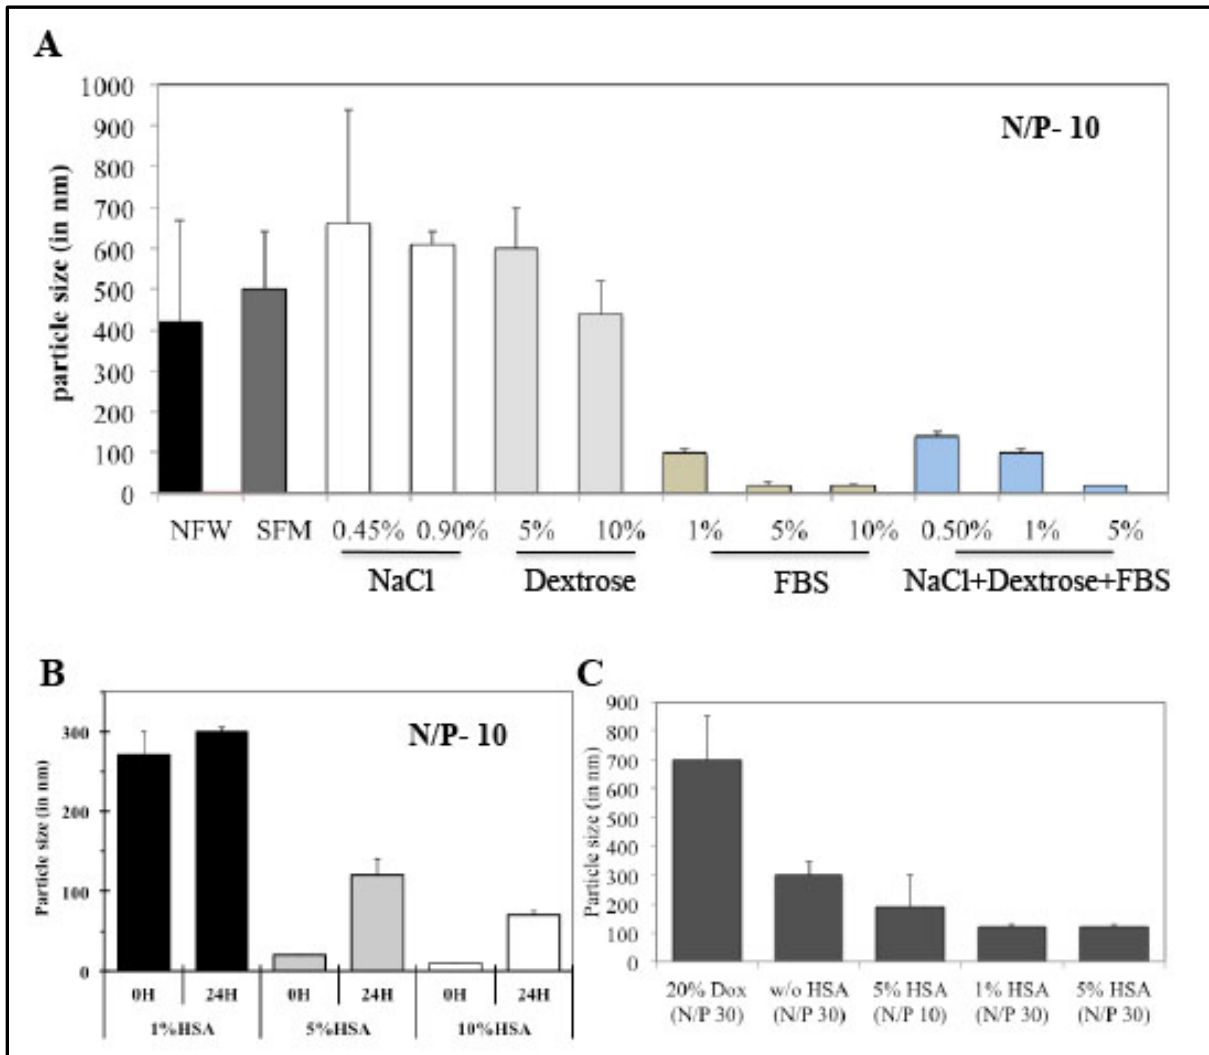 A
1000
900
800
700
600
500
400
300
200
100
0
particle size (in nm)
N/P- 10
NFW SFM 0.45% 0.90% 5% 10% 1% 5% 10% 0.50% 1% 5%
NaCl Dextrose FBS NaCl+Dextrose+FBS
B
300
200
100
0
Particle size (in nm)
N/P- 10
0H 24H 0H 24H 0H 24H
1%HSA 5%HSA 10%HSA
C
900
800
700
600
500
400
300
200
100
0
Particle size (in nm)
20% Dox w/o HSA 5% HSA 1% HSA 5% HSA
(N/P 30) (N/P 30) (N/P 10) (N/P 30) (N/P 30)